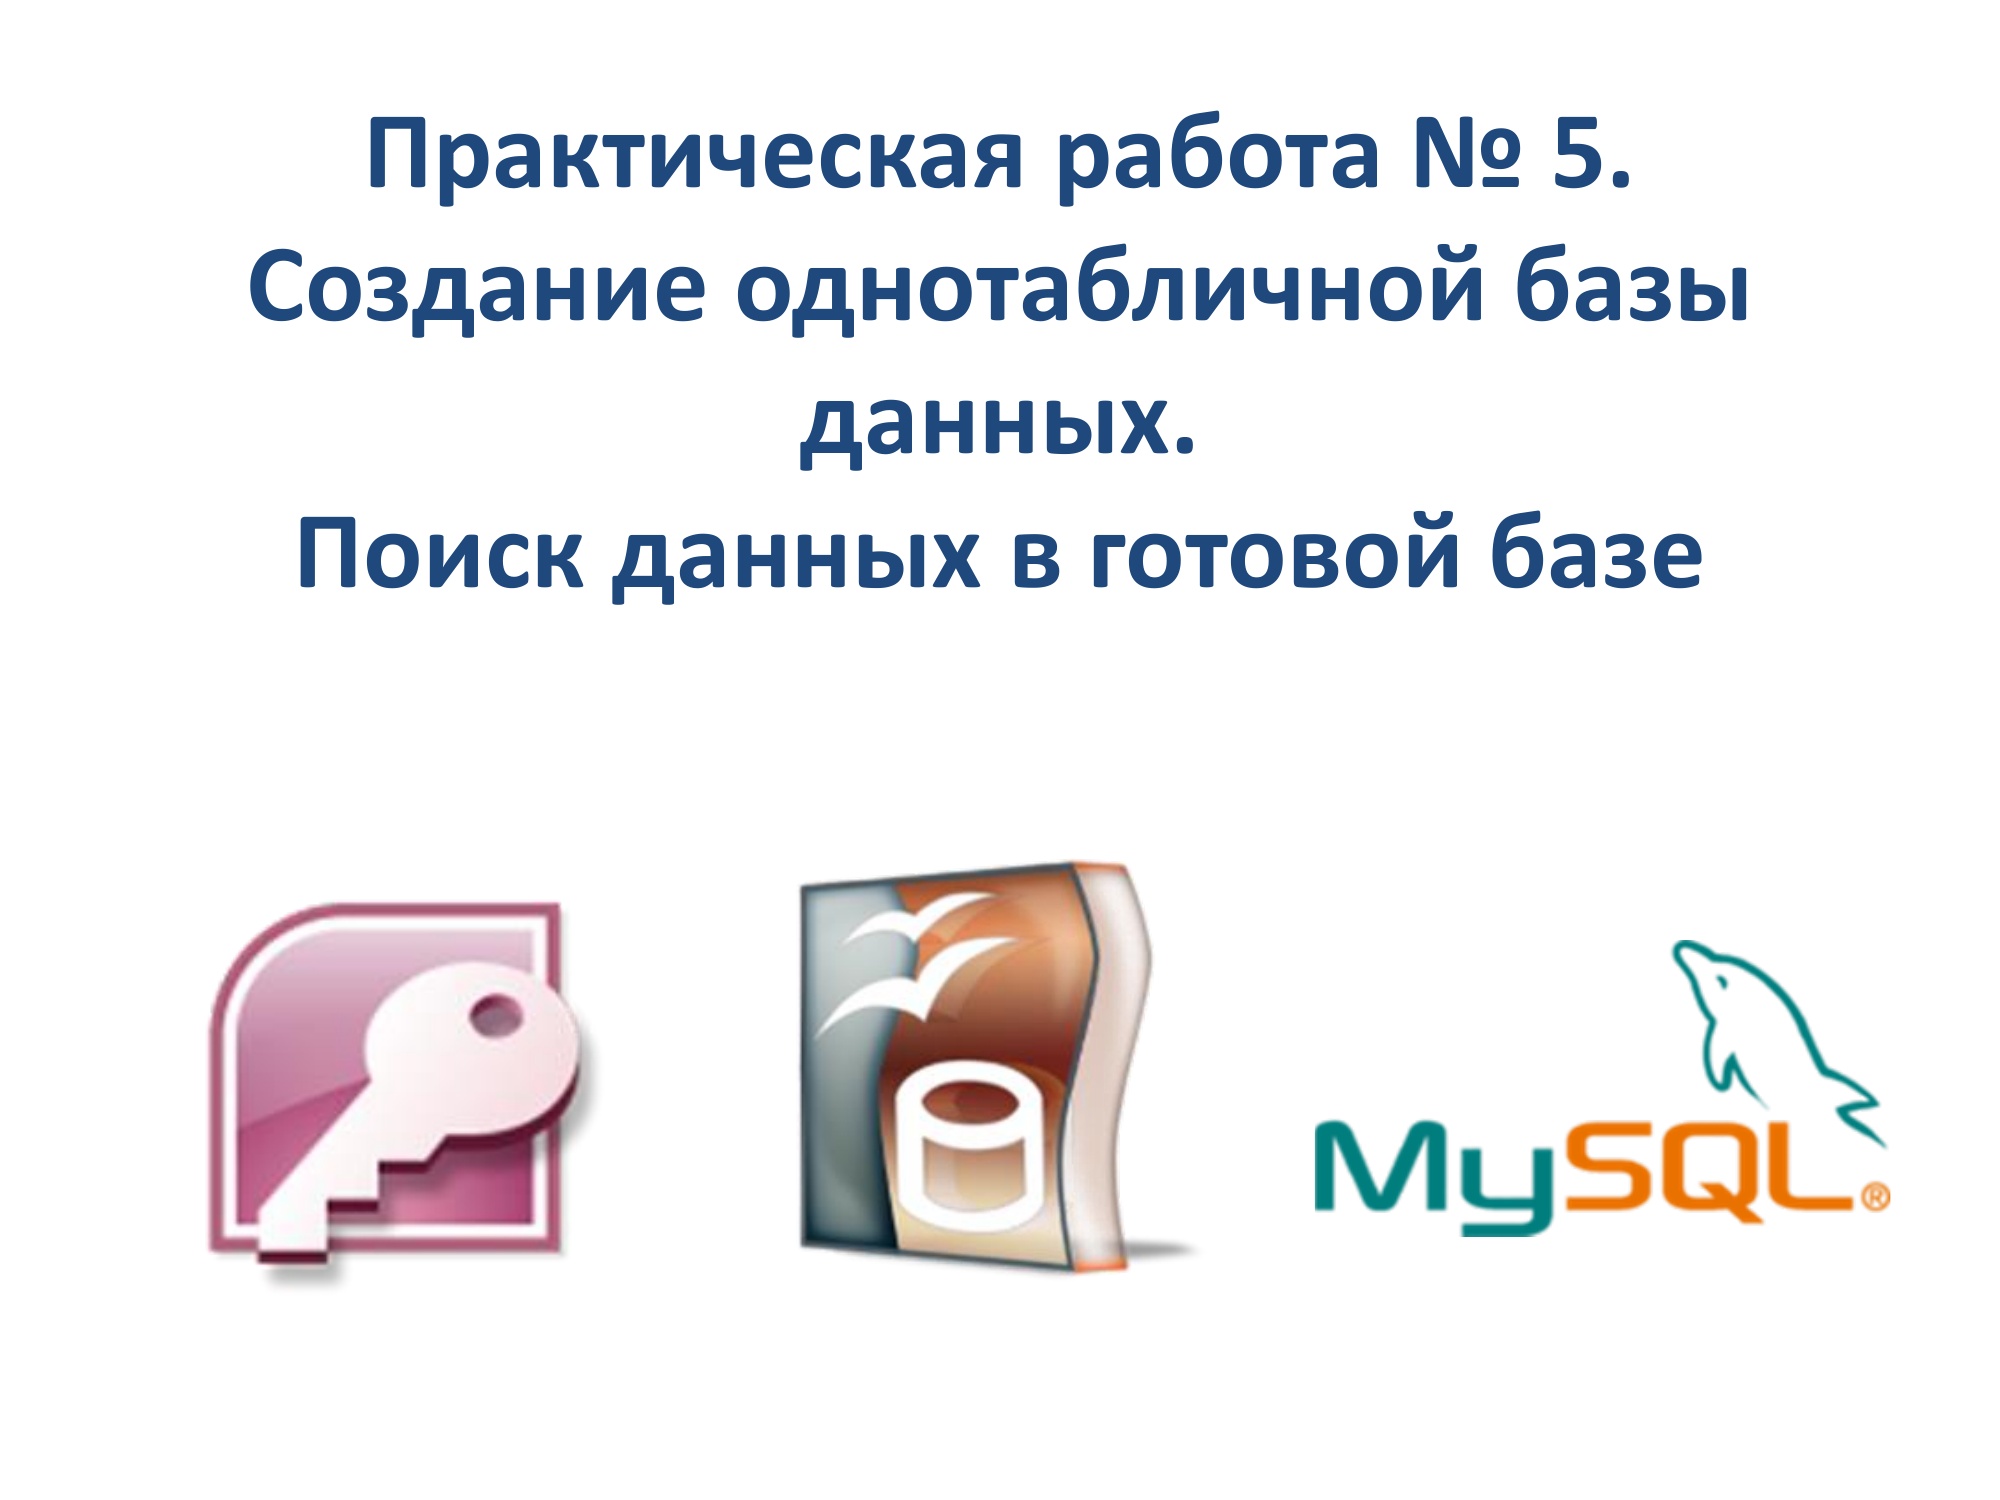 Практическая работа № 5.
Создание однотабличной базы
данных.
Поиск данных в готовой базе
MySQL®